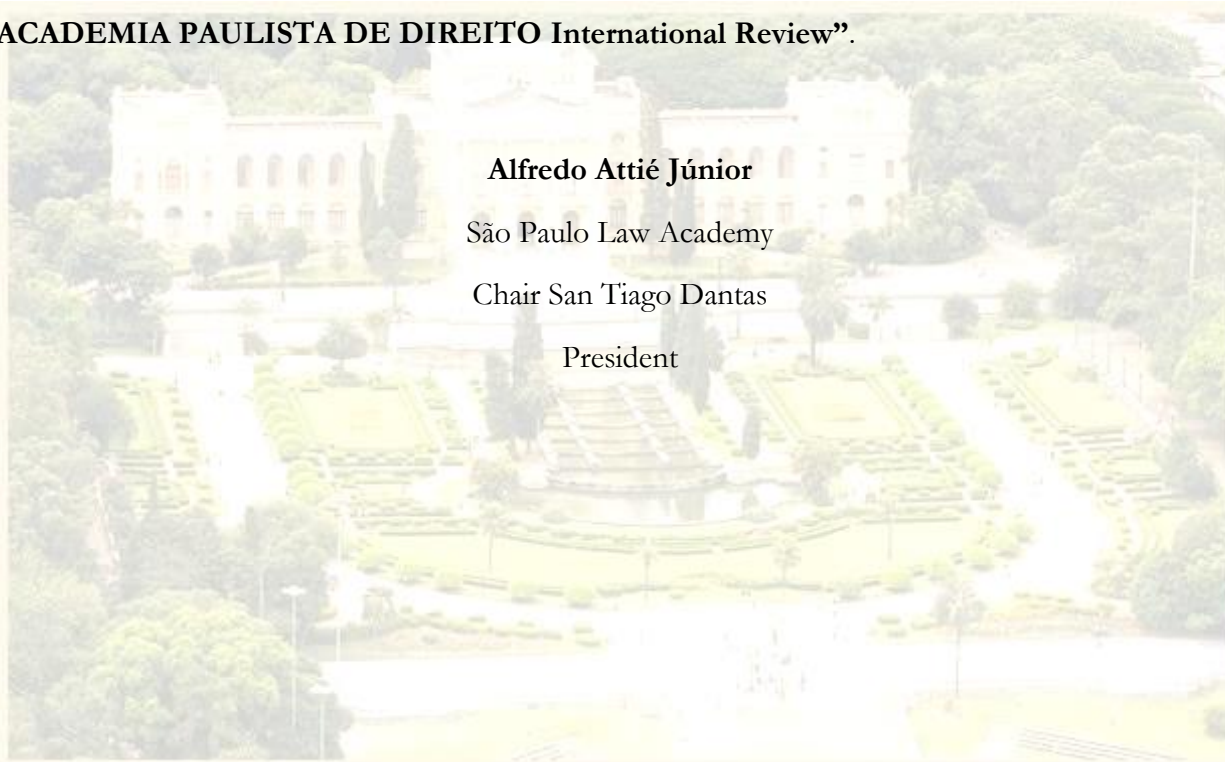 ACADEMIA PAULISTA DE DIREITO International Review”.
Alfredo Attié Júnior
São Paulo Law Academy
Chair San Tiago Dantas
President